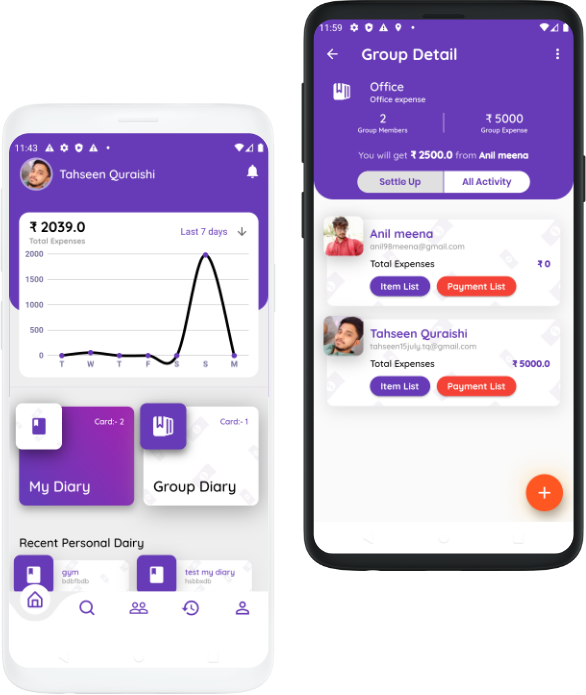 11:43
Tahseen Quraishi
₹ 2039.0
Last 7 days
Total Expenses
2000
1500
1000
500
0
T W T F S S M
Card:- 2
My Diary
Card:- 1
Group Diary
Recent Personal Dairy
gym
bdbfbdb
test my diary
habbsdb
11:59
Group Detail
Office
Office expense
2
Group Members
₹ 5000
Group Expense
You will get ₹ 2500.0 from Anil meena
Settle Up
All Activity
Anil meena
anil98meena@gmail.com
Total Expenses
₹ 0
Item List
Payment List
Tahseen Quraishi
tahseen15july.tq@gmail.com
Total Expenses
₹ 5000.0
Item List
Payment List